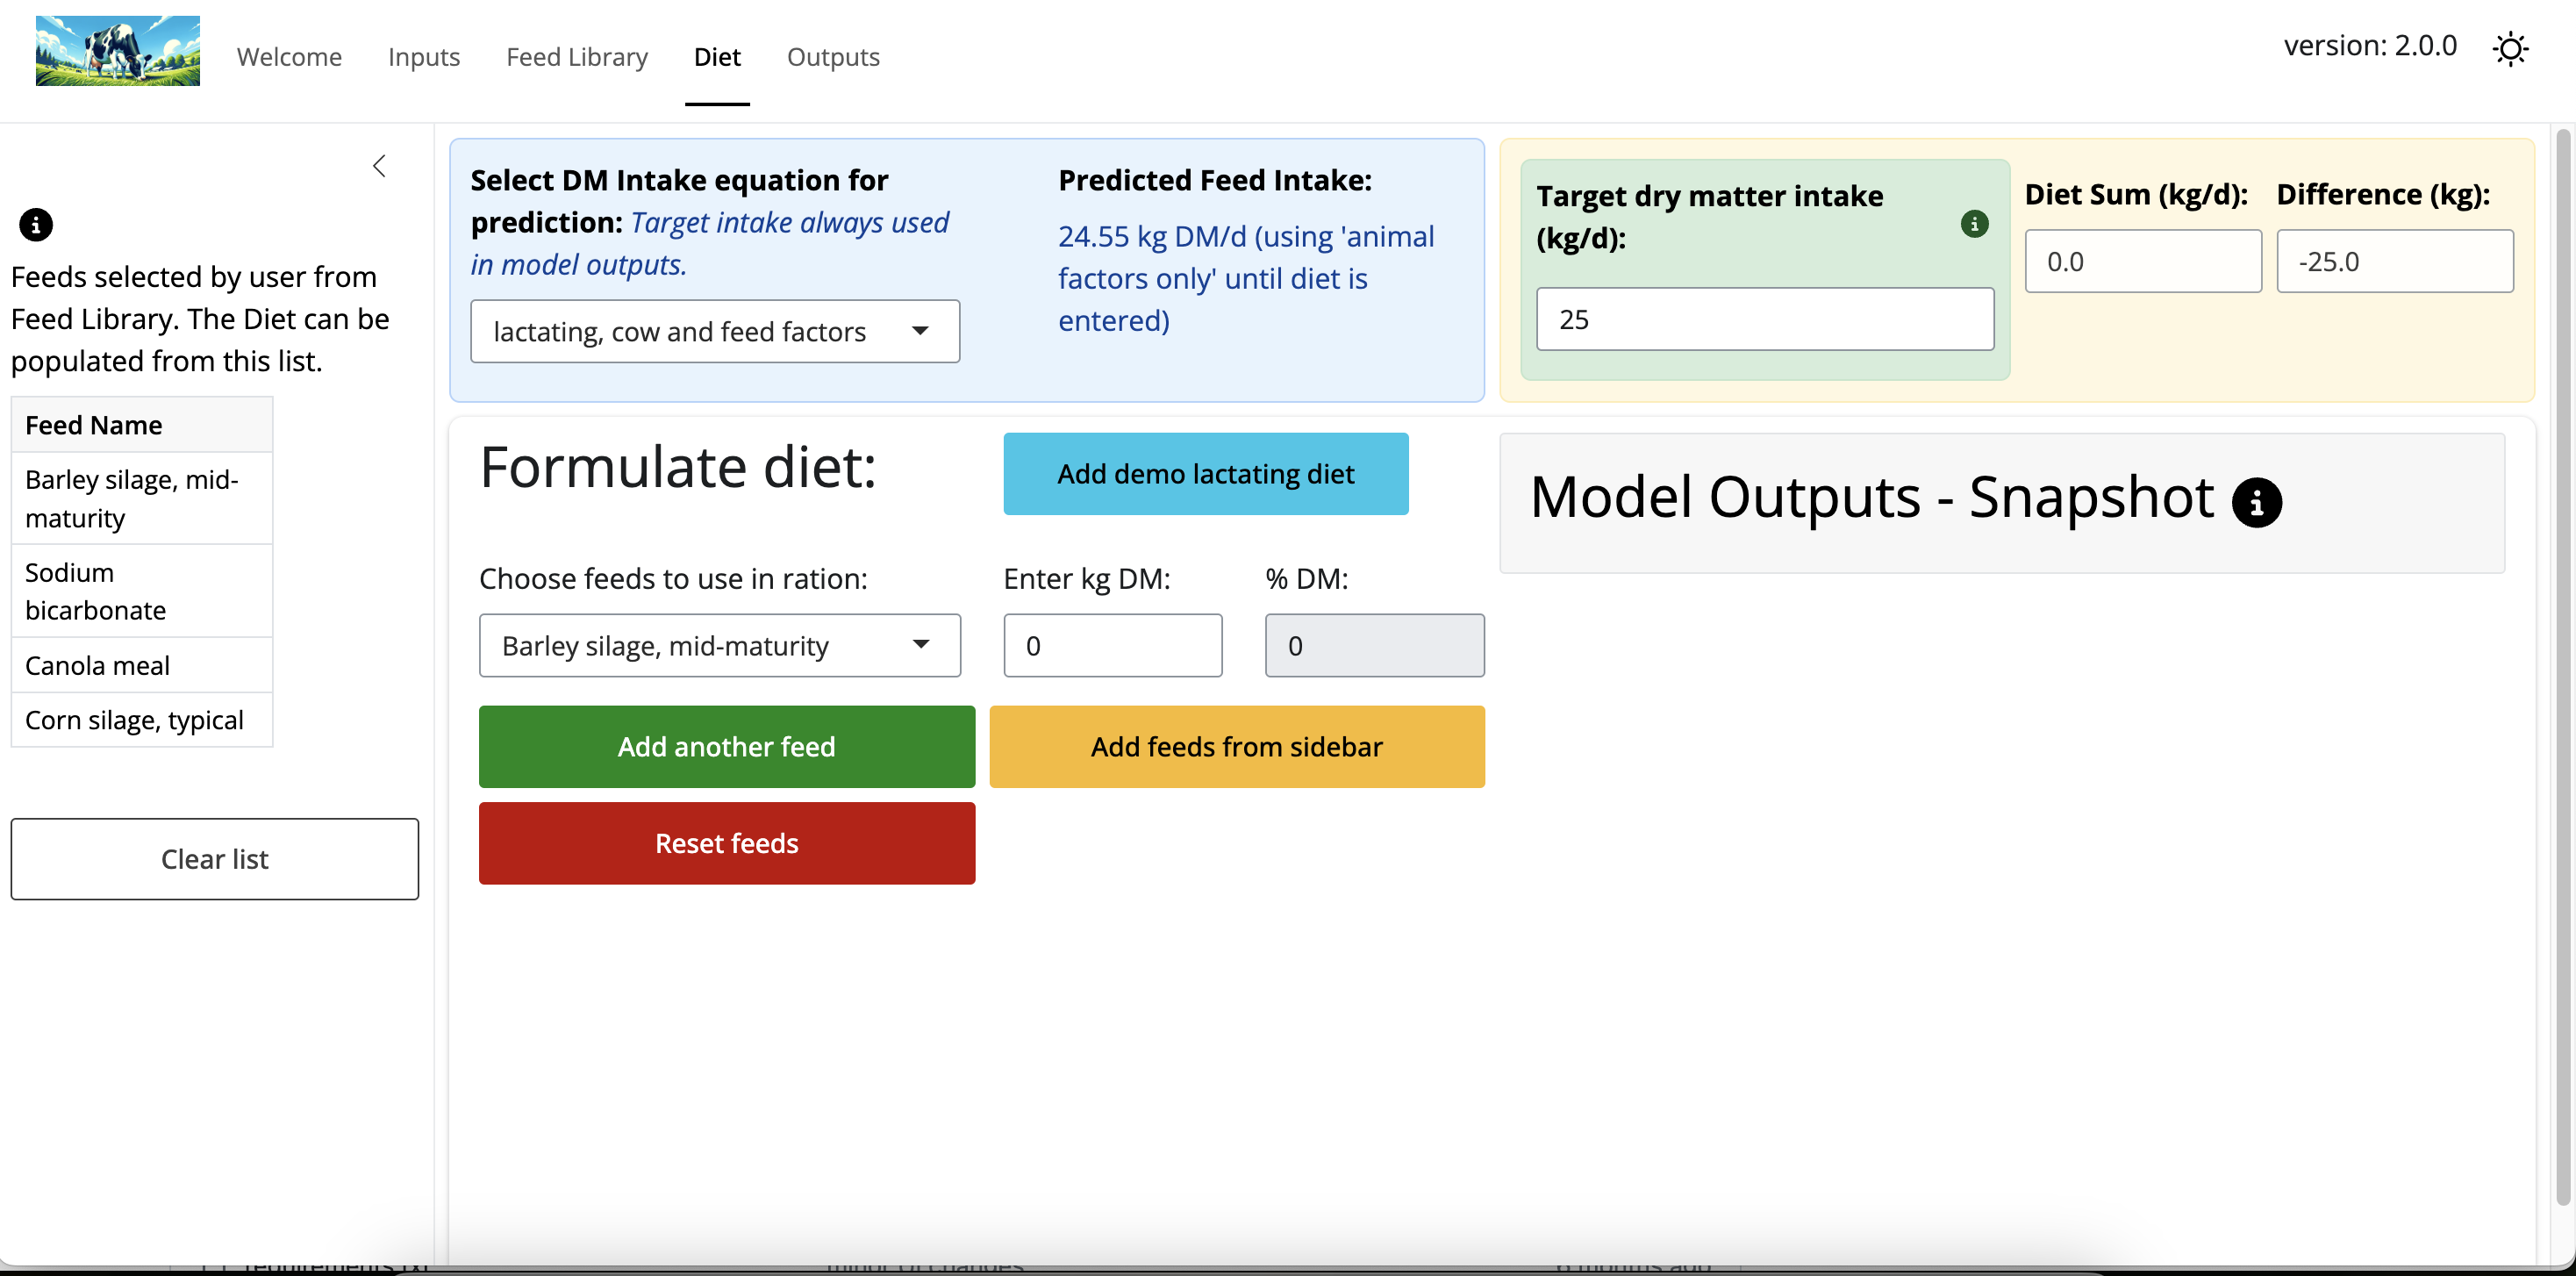 Welcome
Inputs
Feed Library
Diet
Outputs
version: 2.0.0
Feeds selected by user from
Feed Library. The Diet can be
populated from this list.
Feed Name
Barley silage, mid-
maturity
Sodium
bicarbonate
Canola meal
Corn silage, typical
Clear list
Select DM Intake equation for
prediction: Target intake always used
in model outputs.
lactating, cow and feed factors
Predicted Feed Intake:
24.55 kg DM/d (using 'animal
factors only' until diet is
entered)
Target dry matter intake
(kg/d):
25
Diet Sum (kg/d):
0.0
Difference (kg):
-25.0
Formulate diet:
Add demo lactating diet
Choose feeds to use in ration:
Enter kg DM:
% DM:
Barley silage, mid-maturity
0
0
Add another feed
Add feeds from sidebar
Reset feeds
Model Outputs - Snapshot